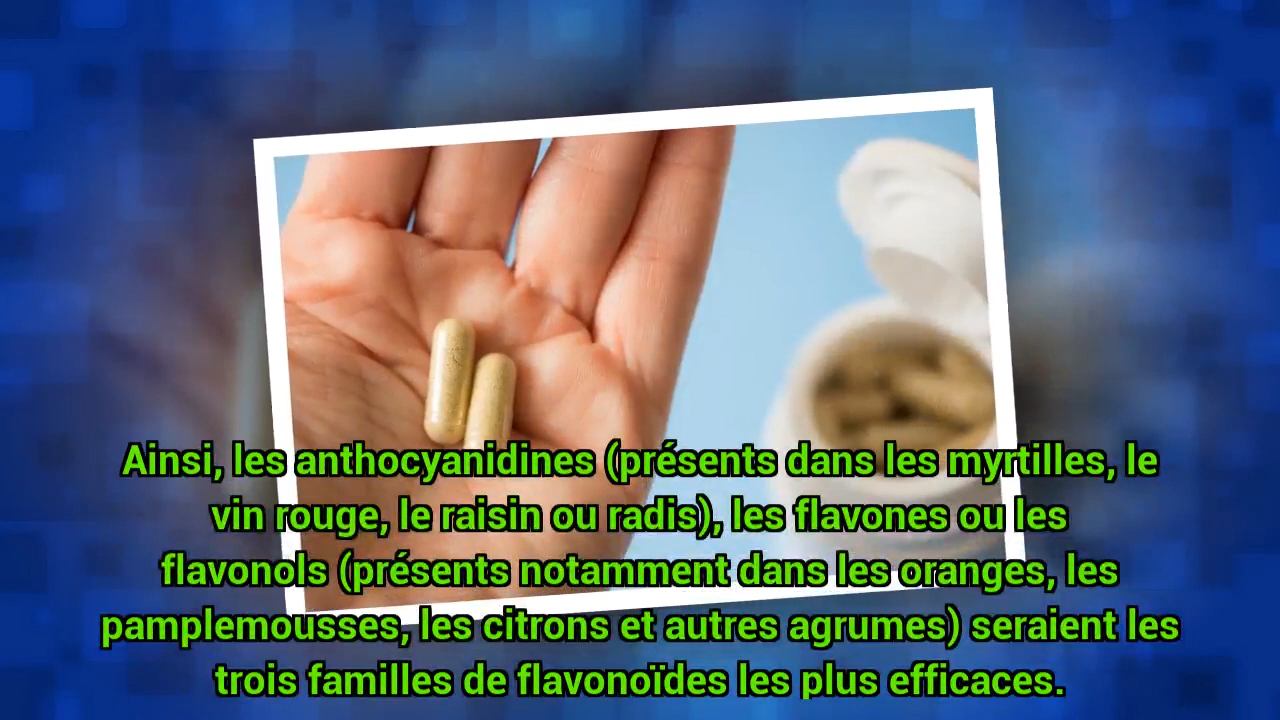 Ainsi, les anthocyanidines (présents dans les myrtilles, le
vin rouge, le raisin ou radis), les flavones ou les
flavonols (présents notamment dans les oranges, les
pamplemousses, les citrons et autres agrumes) seraient les
trois familles de flavonoïdes les plus efficaces.